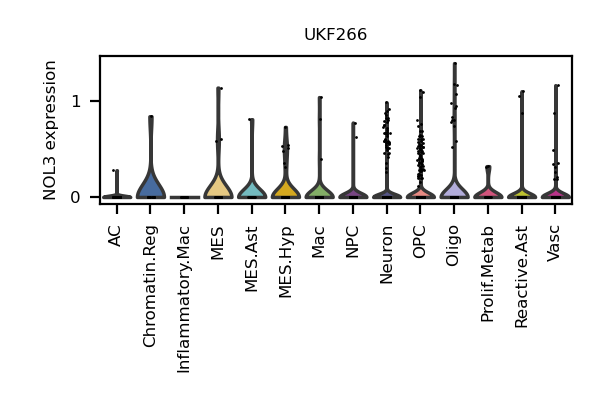 UKF266
NOL3 expression
1
0
AC
Chromatin.Reg
Inflammatory.Mac
MES
MES.Ast
MES.Hyp
Mac
NPC
Neuron
OPC
Oligo
Prolif.Metab
Reactive.Ast
Vasc